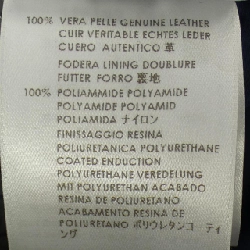 100% VERA PELLE GENUINE LEATHER
CUIR VERITABLE ECHTES LEDER
CUERO AUTENTICO 革
FODERA LINING DOUBLURE
FUTTER FORRO 裏地
100% POLIAMMIDE POLYAMIDE
POLYAMIDE POLYAMID
POLIAMIDA ナイロン
FINISSAGGIO RESINA
POLIURETANICA POLYURETHANE
COATED ENDUCTION
POLYURETHANE VEREDELUNG
MIT POLYURETHAN ACABADO
RESINA DE POLIURETANO
ACABAMENTO RESINA DE
POLIURETANO ポリウレタンコーティ
ング